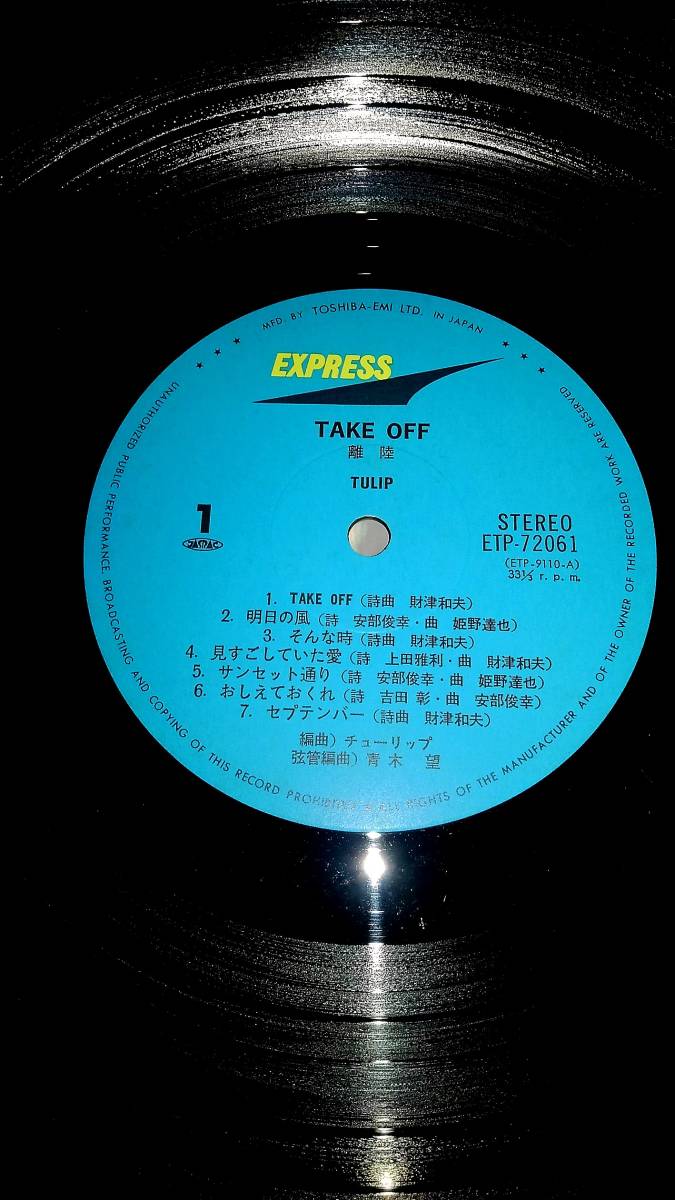 MFD. BY TOSHIBA-EMI LTD. IN JAPAN
EXPRESS
TAKE OFF
離陸
TULIP
1
JASRAC
STEREO
ETP-72061
(ETP-9110-A)
33⅓ r. p. m.
1. TAKE OFF (詩曲 財津和夫)
2. 明日の風 (詩 安部俊幸・曲 姫野達也)
3. そんな時 (詩曲 財津和夫)
4. 見すごしていた愛 (詩 上田雅利・曲 財津和夫)
5. サンセット通り (詩 安部俊幸・曲 姫野達也)
6. おしえておくれ (詩 吉田 彰・曲 安部俊幸)
7. セプテンバー (詩曲 財津和夫)
編曲) チューリップ
弦管編曲) 青木 望
UNAUTHORIZED PUBLIC PERFORMANCE, BROADCASTING AND COPYING OF THIS RECORD PROHIBITED & ALL RIGHTS OF THE MANUFACTURER AND OF THE OWNER OF THE RECORDED WORK ARE RESERVED